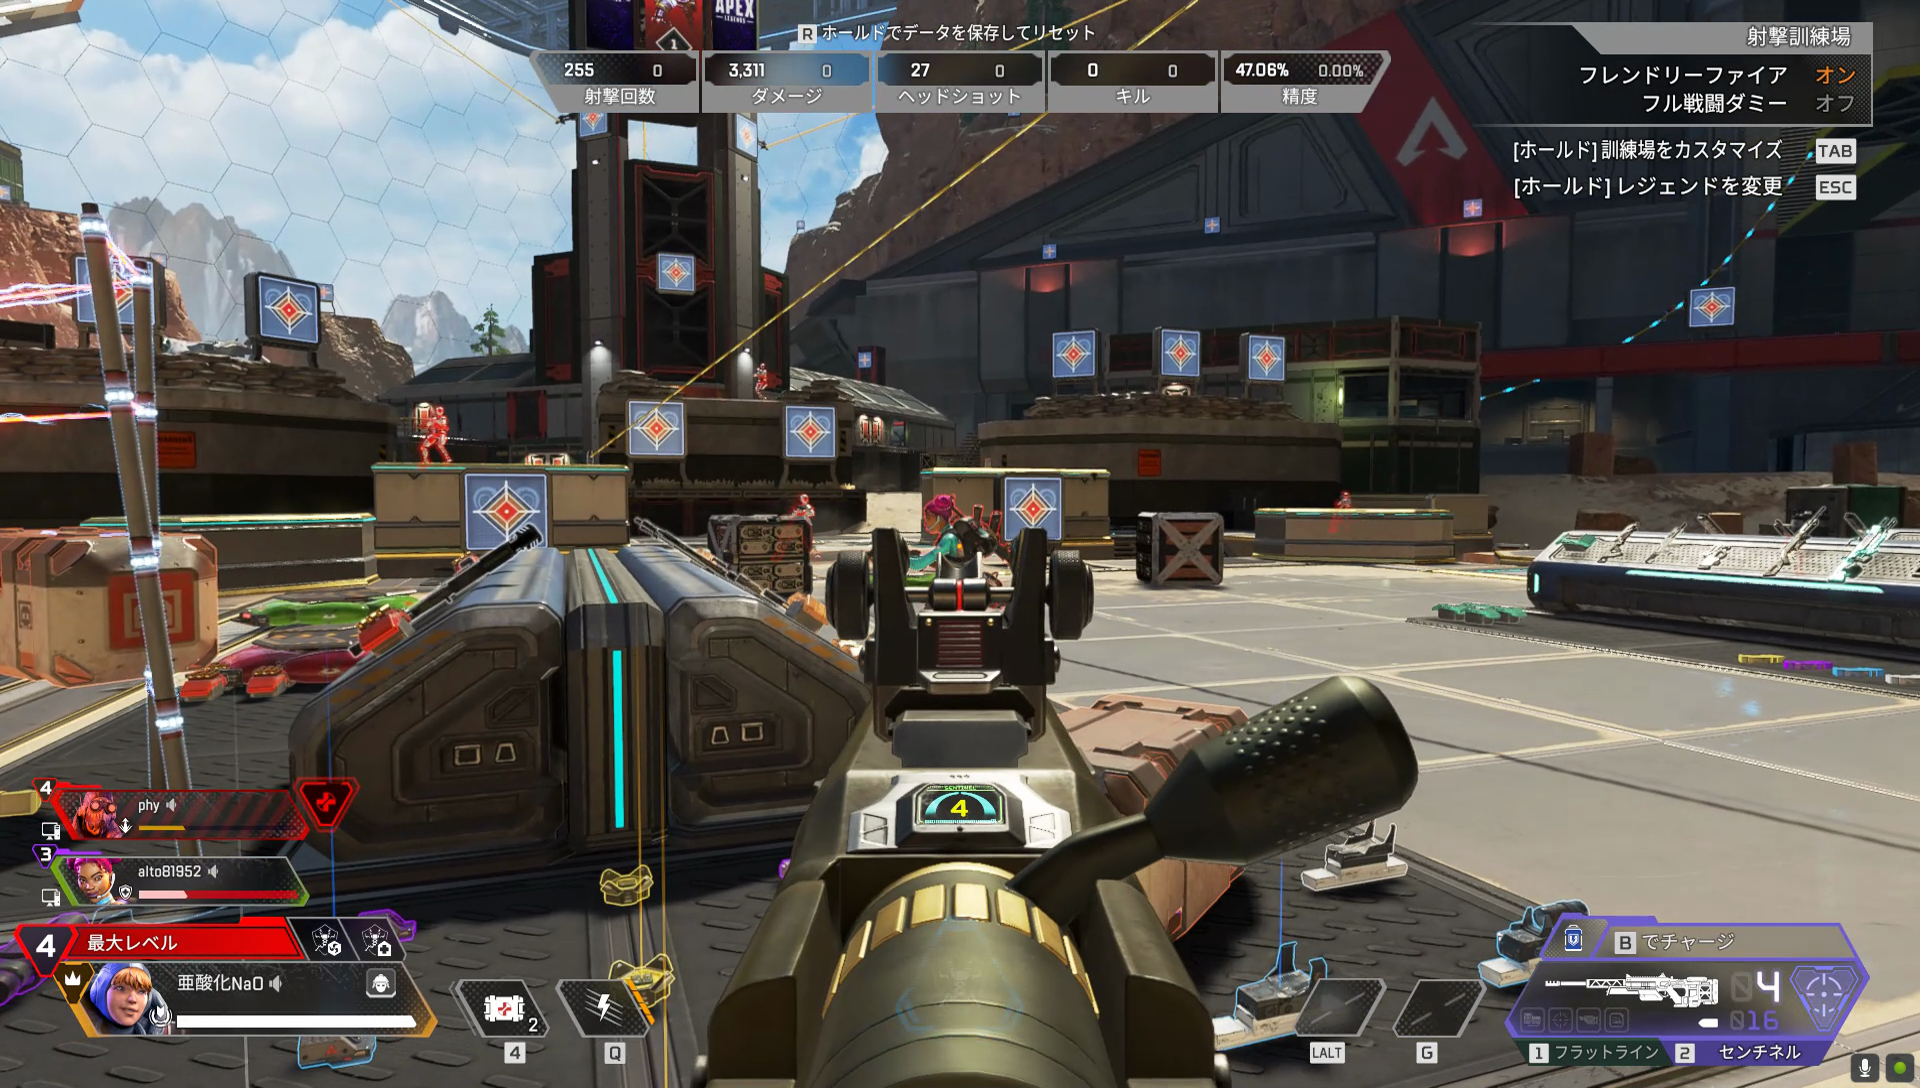 APEX
LEGENDS
1
R ホールドでデータを保存してリセット
255 0
射撃回数
3,311 0
ダメージ
27 0
ヘッドショット
0 0
キル
47.06% 0.00%
精度
射撃訓練場
フレンドリーファイア オン
フル戦闘ダミー オフ
[ホールド] 訓練場をカスタマイズ TAB
[ホールド] レジェンドを変更 ESC
SENTINEL
4
4
phy
3
alto81952
4
最大レベル
亜酸化NaO
2
4
Q
LALT
G
B でチャージ
04
016
1 フラットライン
2 センチネル